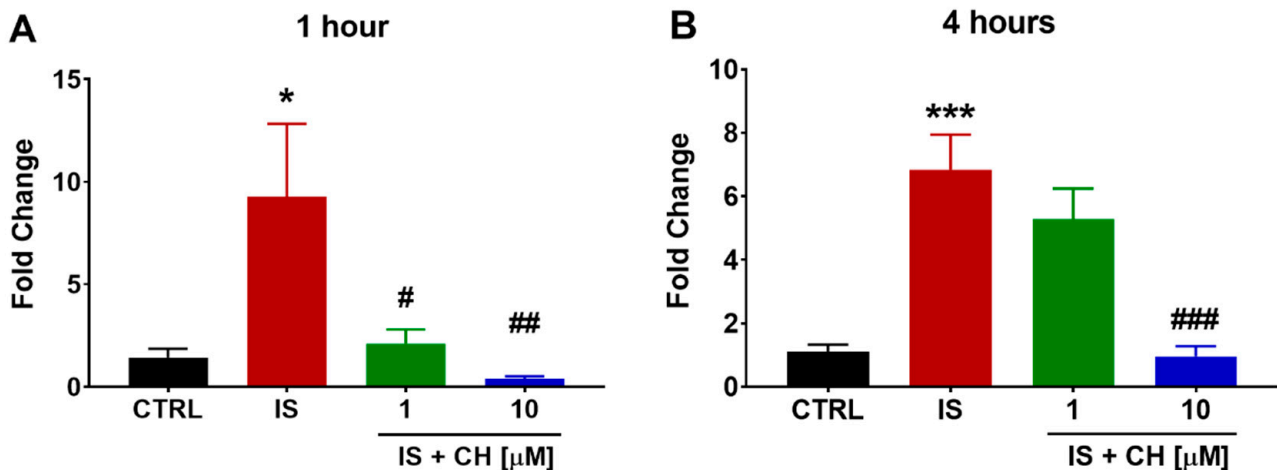 A
1 hour
Fold Change
15
10
5
0
*
#
##
CTRL IS 1 10
IS + CH [μM]
B
4 hours
Fold Change
10
8
6
4
2
0
***
###
CTRL IS 1 10
IS + CH [μM]